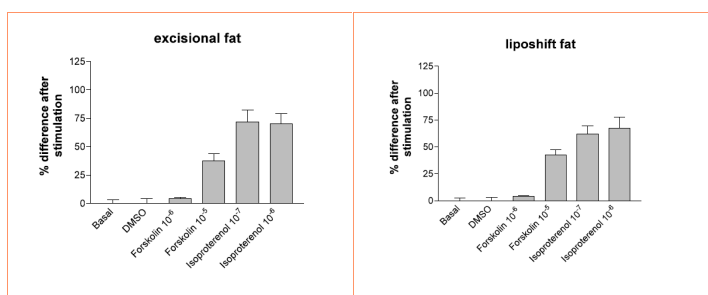 excisional fat
125
100
75
50
25
0
% difference after
stimulation
Basal
DMSO
Forskolin 10⁻⁶
Forskolin 10⁻⁵
Isoproterenol 10⁻⁷
Isoproterenol 10⁻⁶
liposhift fat
125
100
75
50
25
0
% difference after
stimulation
Basal
DMSO
Forskolin 10⁻⁶
Forskolin 10⁻⁵
Isoproterenol 10⁻⁷
Isoproterenol 10⁻⁶